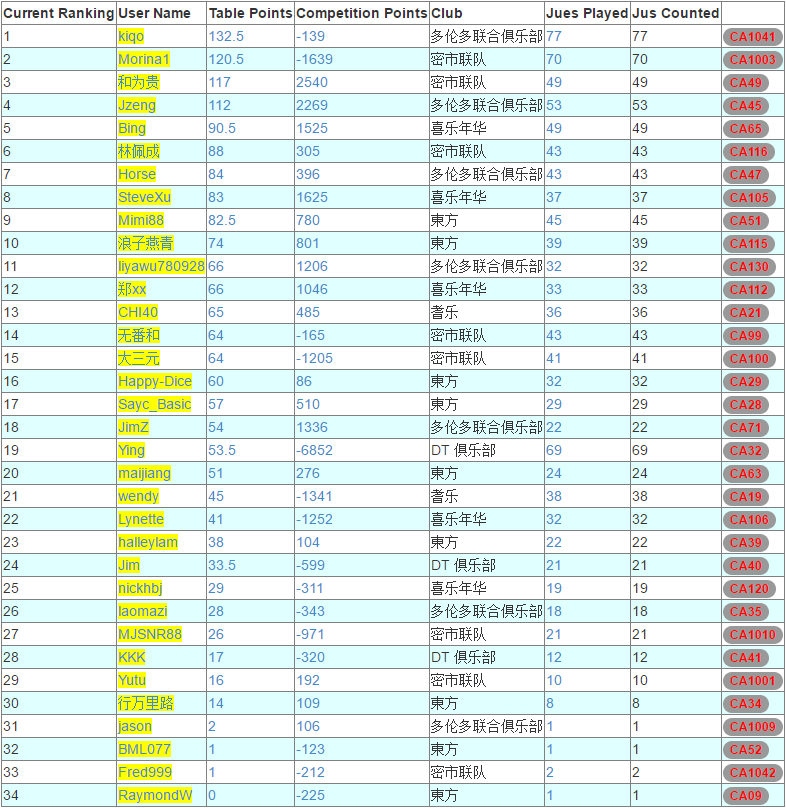 Current Ranking User Name Table Points Competition Points Club Jues Played Jus Counted
1 kiqo 132.5 -139 多伦多联合俱乐部 77 77 CA1041
2 Morina1 120.5 -1639 密市联队 70 70 CA1003
3 和为贵 117 2540 密市联队 49 49 CA49
4 Jzeng 112 2269 多伦多联合俱乐部 53 53 CA45
5 Bing 90.5 1525 喜乐年华 49 49 CA65
6 林佩成 88 305 密市联队 43 43 CA116
7 Horse 84 396 多伦多联合俱乐部 43 43 CA47
8 SteveXu 83 1625 喜乐年华 37 37 CA105
9 Mimi88 82.5 780 東方 45 45 CA51
10 浪子燕青 74 801 東方 39 39 CA115
11 liyawu780928 66 1206 多伦多联合俱乐部 32 32 CA130
12 郑xx 66 1046 喜乐年华 33 33 CA112
13 CHI40 65 485 耆乐 36 36 CA21
14 无番和 64 -165 密市联队 43 43 CA99
15 大三元 64 -1205 密市联队 41 41 CA100
16 Happy-Dice 60 86 東方 32 32 CA29
17 Sayc_Basic 57 510 東方 29 29 CA28
18 JimZ 54 1336 多伦多联合俱乐部 22 22 CA71
19 Ying 53.5 -6852 DT 俱乐部 69 69 CA32
20 maijiang 51 276 東方 24 24 CA63
21 wendy 45 -1341 耆乐 38 38 CA19
22 Lynette 41 -1252 喜乐年华 32 32 CA106
23 halleylam 38 104 東方 22 22 CA39
24 Jim 33.5 -599 DT 俱乐部 21 21 CA40
25 nickhbj 29 -311 喜乐年华 19 19 CA120
26 laomazi 28 -343 多伦多联合俱乐部 18 18 CA35
27 MJSNR88 26 -971 密市联队 21 21 CA1010
28 KKK 17 -320 DT 俱乐部 12 12 CA41
29 Yutu 16 192 密市联队 10 10 CA1001
30 行万里路 14 109 東方 8 8 CA34
31 jason 2 106 多伦多联合俱乐部 1 1 CA1009
32 BML077 1 -123 東方 1 1 CA52
33 Fred999 1 -212 密市联队 2 2 CA1042
34 RaymondW 0 -225 東方 1 1 CA09